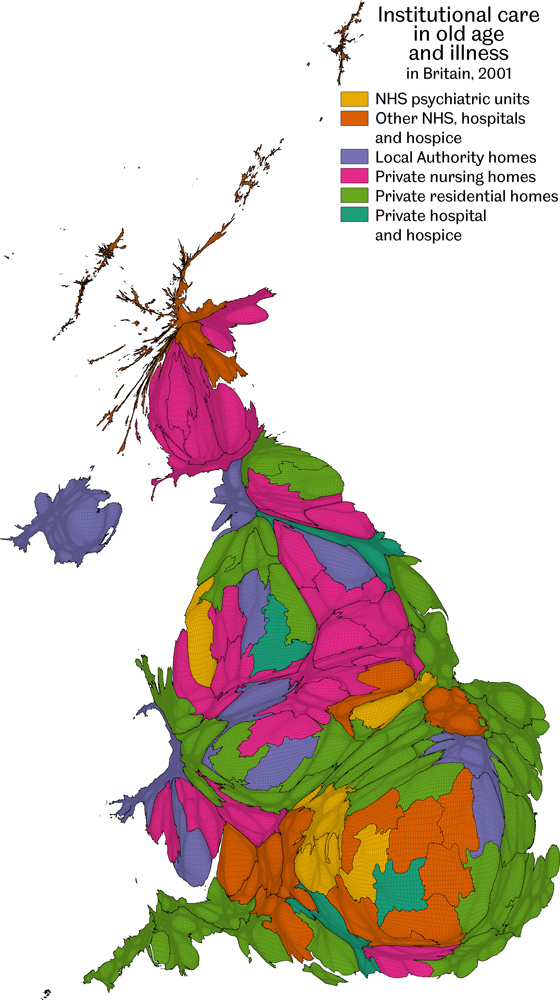 Institutional care
in old age
and illness
in Britain, 2001
NHS psychiatric units
Other NHS, hospitals
and hospice
Local Authority homes
Private nursing homes
Private residential homes
Private hospital
and hospice